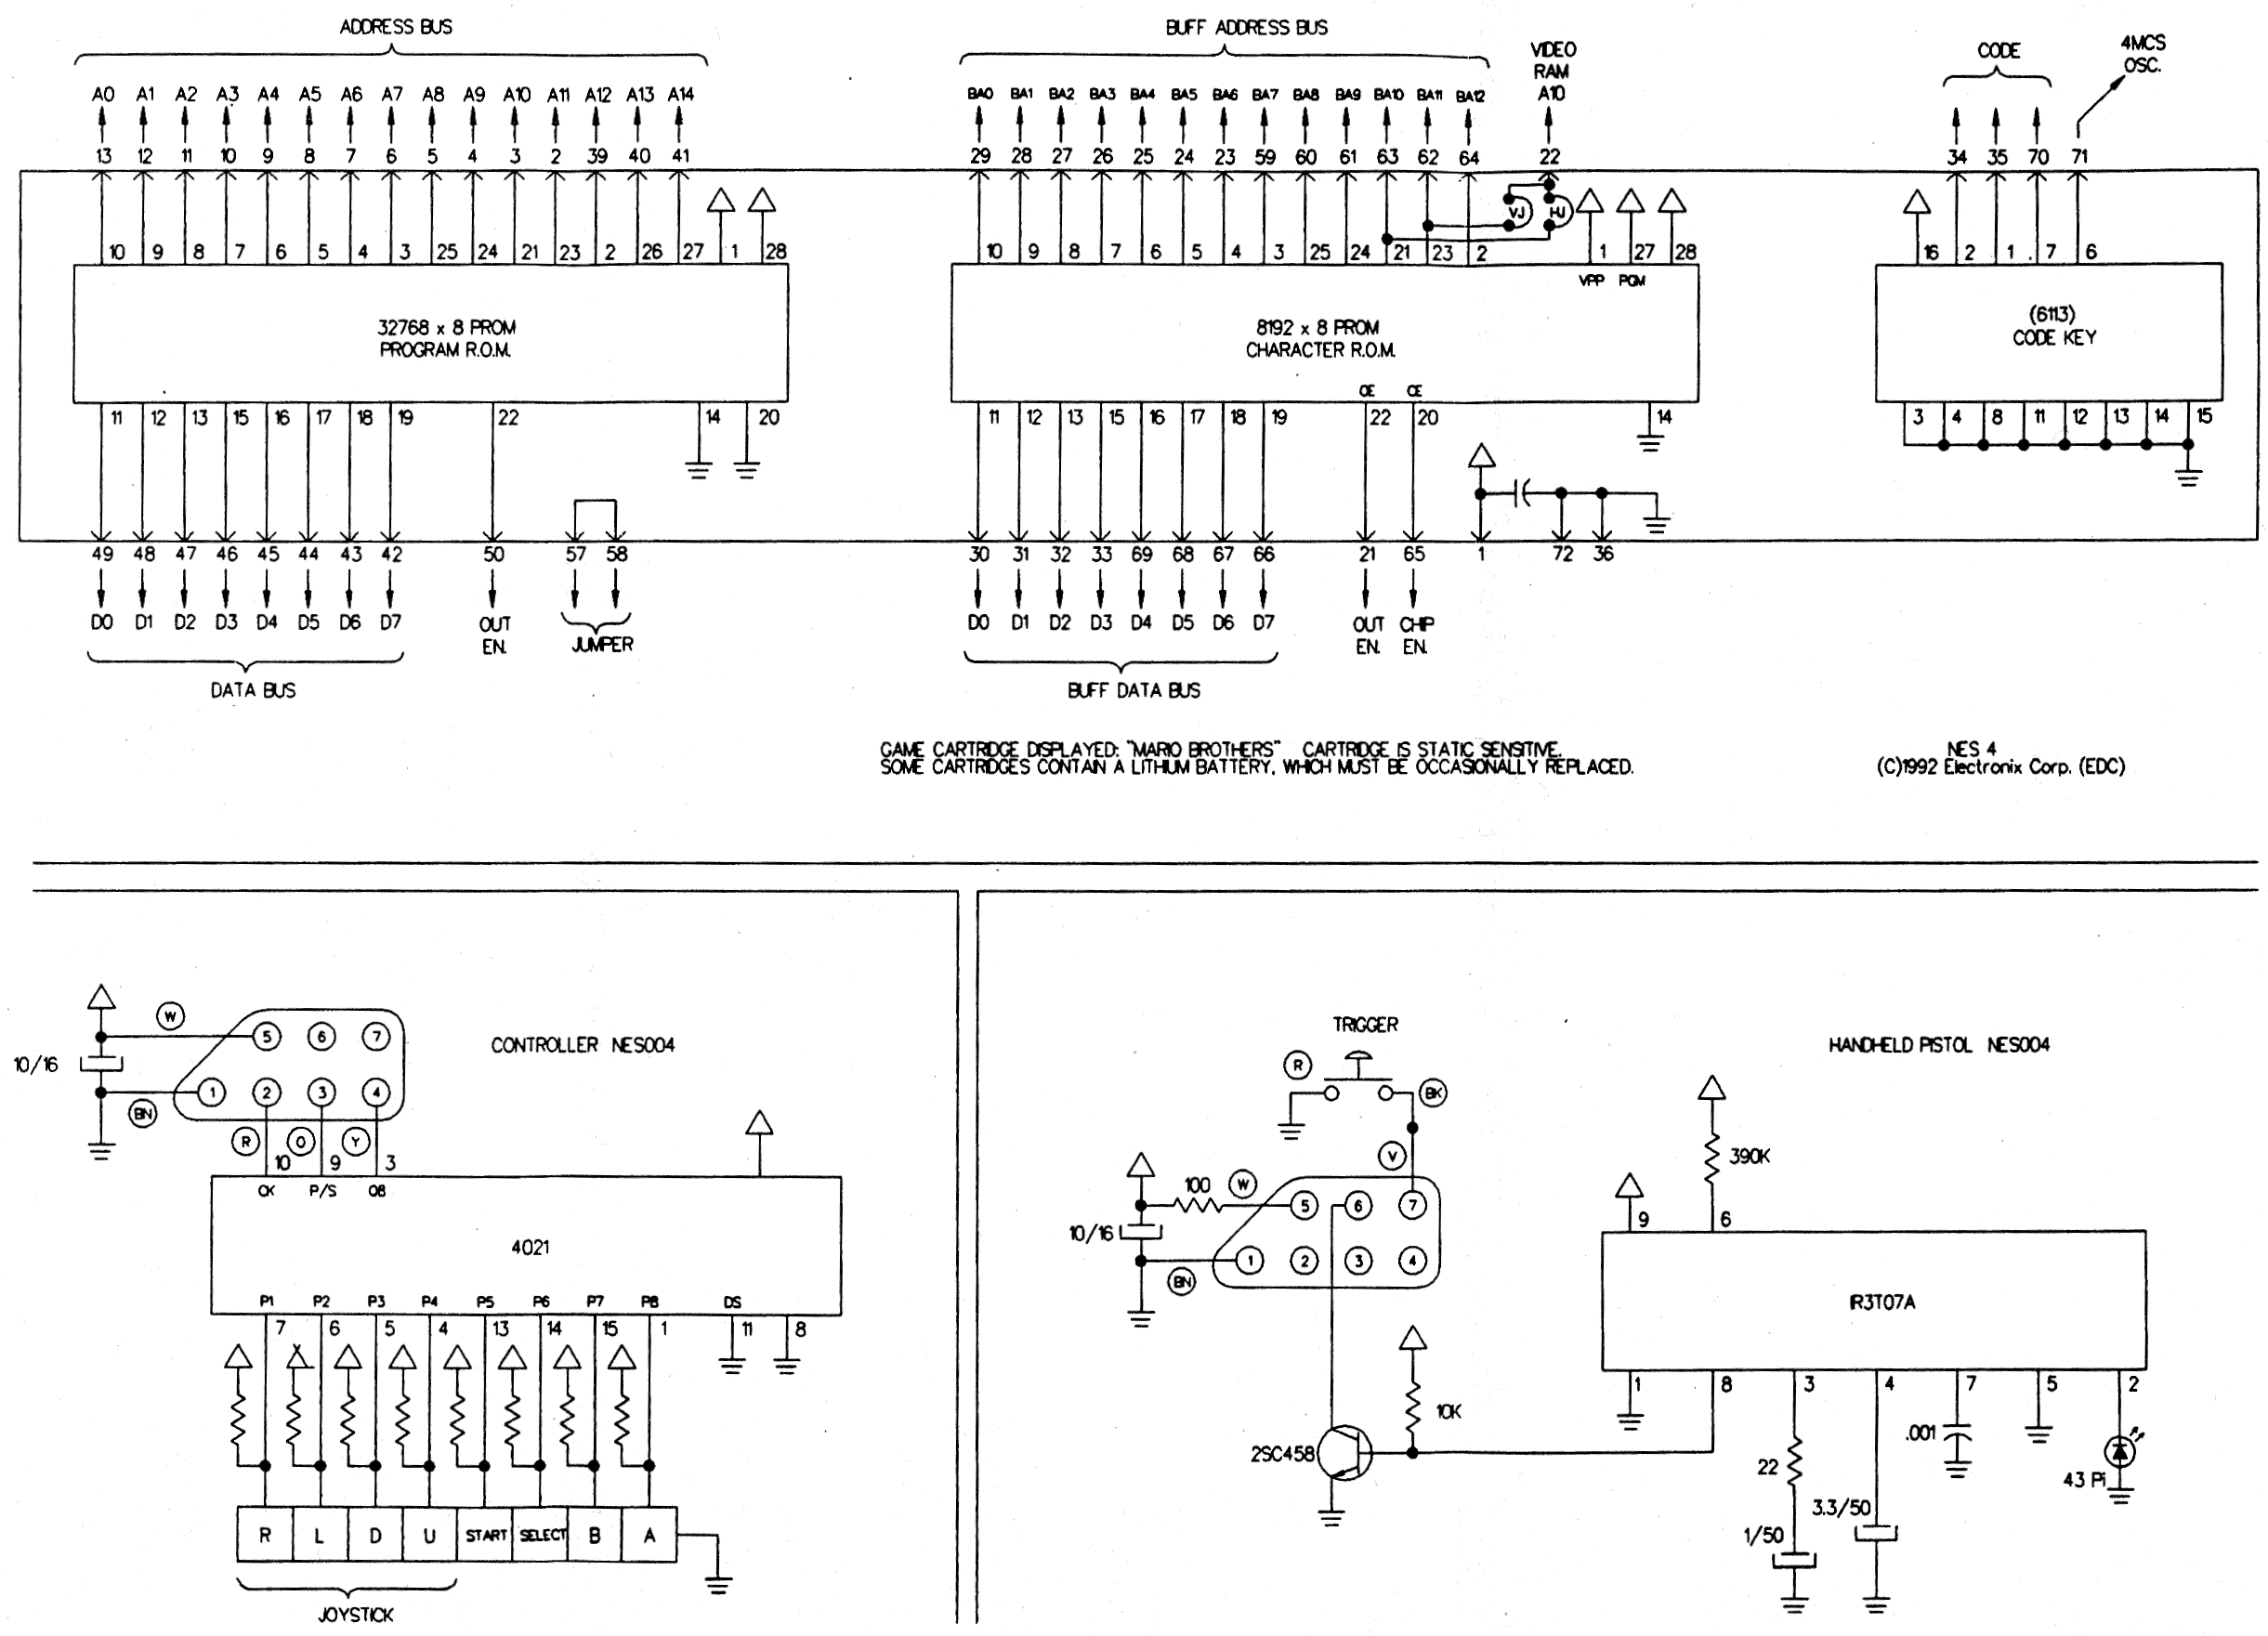 ADDRESS BUS
A0 A1 A2 A3 A4 A5 A6 A7 A8 A9 A10 A11 A12 A13 A14
13 12 11 10 9 8 7 6 5 4 3 2 39 40 41
10 9 8 7 6 5 4 3 25 24 21 23 2 26 27 1 28
32768 x 8 PROM
PROGRAM R.O.M.
11 12 13 15 16 17 18 19 22 14 20
49 48 47 46 45 44 43 42 50 57 58
D0 D1 D2 D3 D4 D5 D6 D7 OUT
EN.
JUMPER
DATA BUS
BUFF ADDRESS BUS
VIDEO
RAM
A10
BA0 BA1 BA2 BA3 BA4 BA5 BA6 BA7 BA8 BA9 BA10 BA11 BA12
29 28 27 26 25 24 23 59 60 61 63 62 64 22
VJ HJ
10 9 8 7 6 5 4 3 25 24 21 23 2 1 27 28
VPP PGM
8192 x 8 PROM
CHARACTER R.O.M.
OE CE
11 12 13 15 16 17 18 19 22 20 14
30 31 32 33 69 68 67 66 21 65 1 72 36
D0 D1 D2 D3 D4 D5 D6 D7 OUT CHIP
EN. EN.
BUFF DATA BUS
CODE
4MCS
OSC.
34 35 70 71
16 2 1 7 6
(6113)
CODE KEY
3 4 8 11 12 13 14 15
GAME CARTRIDGE DISPLAYED: "MARIO BROTHERS" CARTRIDGE IS STATIC SENSITIVE.
SOME CARTRIDGES CONTAIN A LITHIUM BATTERY, WHICH MUST BE OCCASIONALLY REPLACED.
NES 4
(C)1992 Electronix Corp. (EDC)
CONTROLLER NES004
W
5 6 7
10/16
1 2 3 4
BN
R O Y
10 9 3
CK P/S Q8
4021
P1 P2 P3 P4 P5 P6 P7 P8 DS
7 6 5 4 13 14 15 1 11 8
R L D U START SELECT B A
JOYSTICK
HANDHELD PISTOL NES004
TRIGGER
R
BK
V
100 W
5 6 7
10/16
1 2 3 4
BN
10K
2SC458
390K
9 6
IR3T07A
1 8 3 4 7 5 2
22
1/50
3.3/50
.001
43 Pi